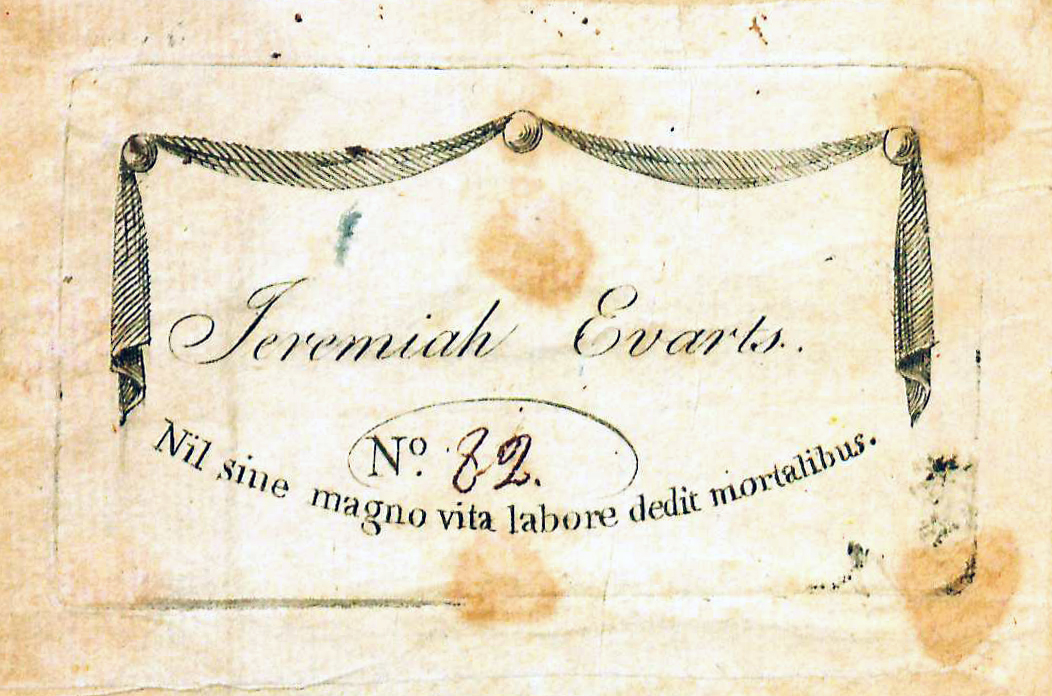 Jeremiah Evarts.
Nº. 82.
Nil sine magno vita labore dedit mortalibus.